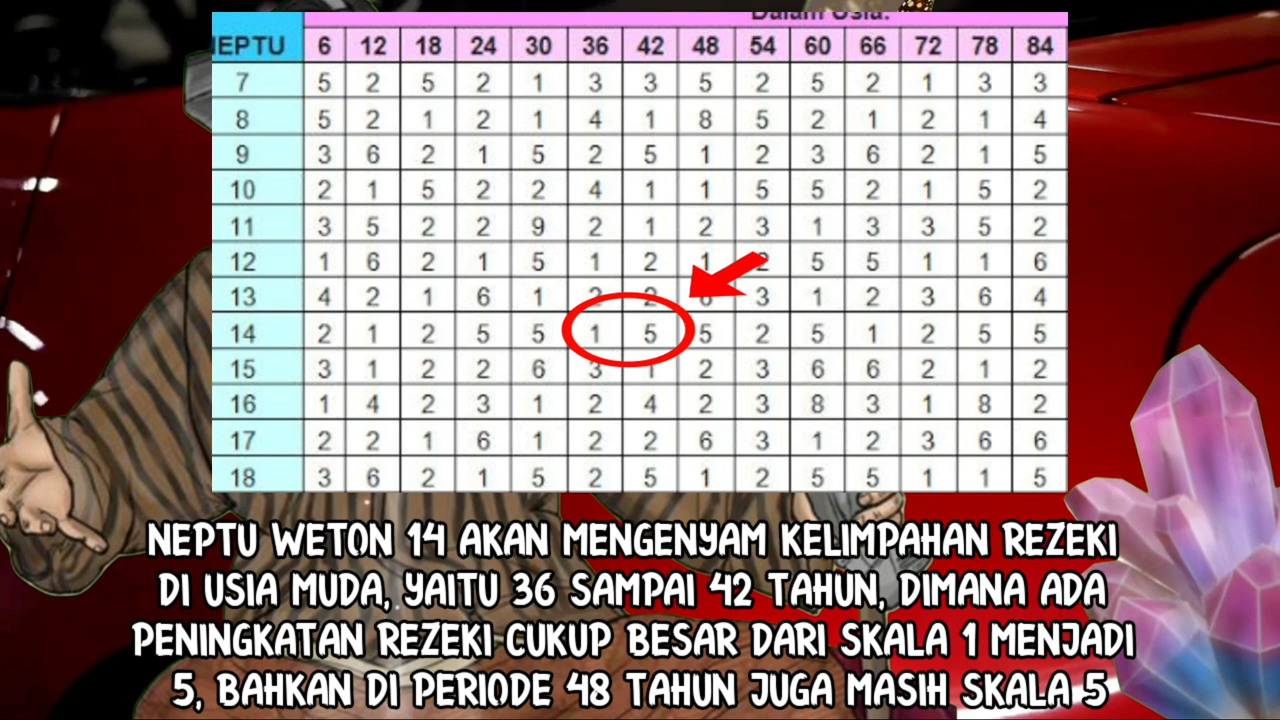 Dalam Usia:
NEPTU 6 12 18 24 30 36 42 48 54 60 66 72 78 84
7 5 2 5 2 1 3 3 5 2 5 2 1 3 3
8 5 2 1 2 1 4 1 8 5 2 1 2 1 4
9 3 6 2 1 5 2 5 1 2 3 6 2 1 5
10 2 1 5 2 2 4 1 1 5 5 2 1 5 2
11 3 5 2 2 9 2 1 2 3 1 3 3 5 2
12 1 6 2 1 5 1 2 1 2 5 5 1 1 6
13 4 2 1 6 1 2 2 6 3 1 2 3 6 4
14 2 1 2 5 5 1 5 5 2 5 1 2 5 5
15 3 1 2 2 6 3 1 2 3 6 6 2 1 2
16 1 4 2 3 1 2 4 2 3 8 3 1 8 2
17 2 2 1 6 1 2 2 6 3 1 2 3 6 6
18 3 6 2 1 5 2 5 1 2 5 5 1 1 5
NEPTU WETON 14 AKAN MENGENYAM KELIMPAHAN REZEKI
DI USIA MUDA, YAITU 36 SAMPAI 42 TAHUN, DIMANA ADA
PENINGKATAN REZEKI CUKUP BESAR DARI SKALA 1 MENJADI
5, BAHKAN DI PERIODE 48 TAHUN JUGA MASIH SKALA 5